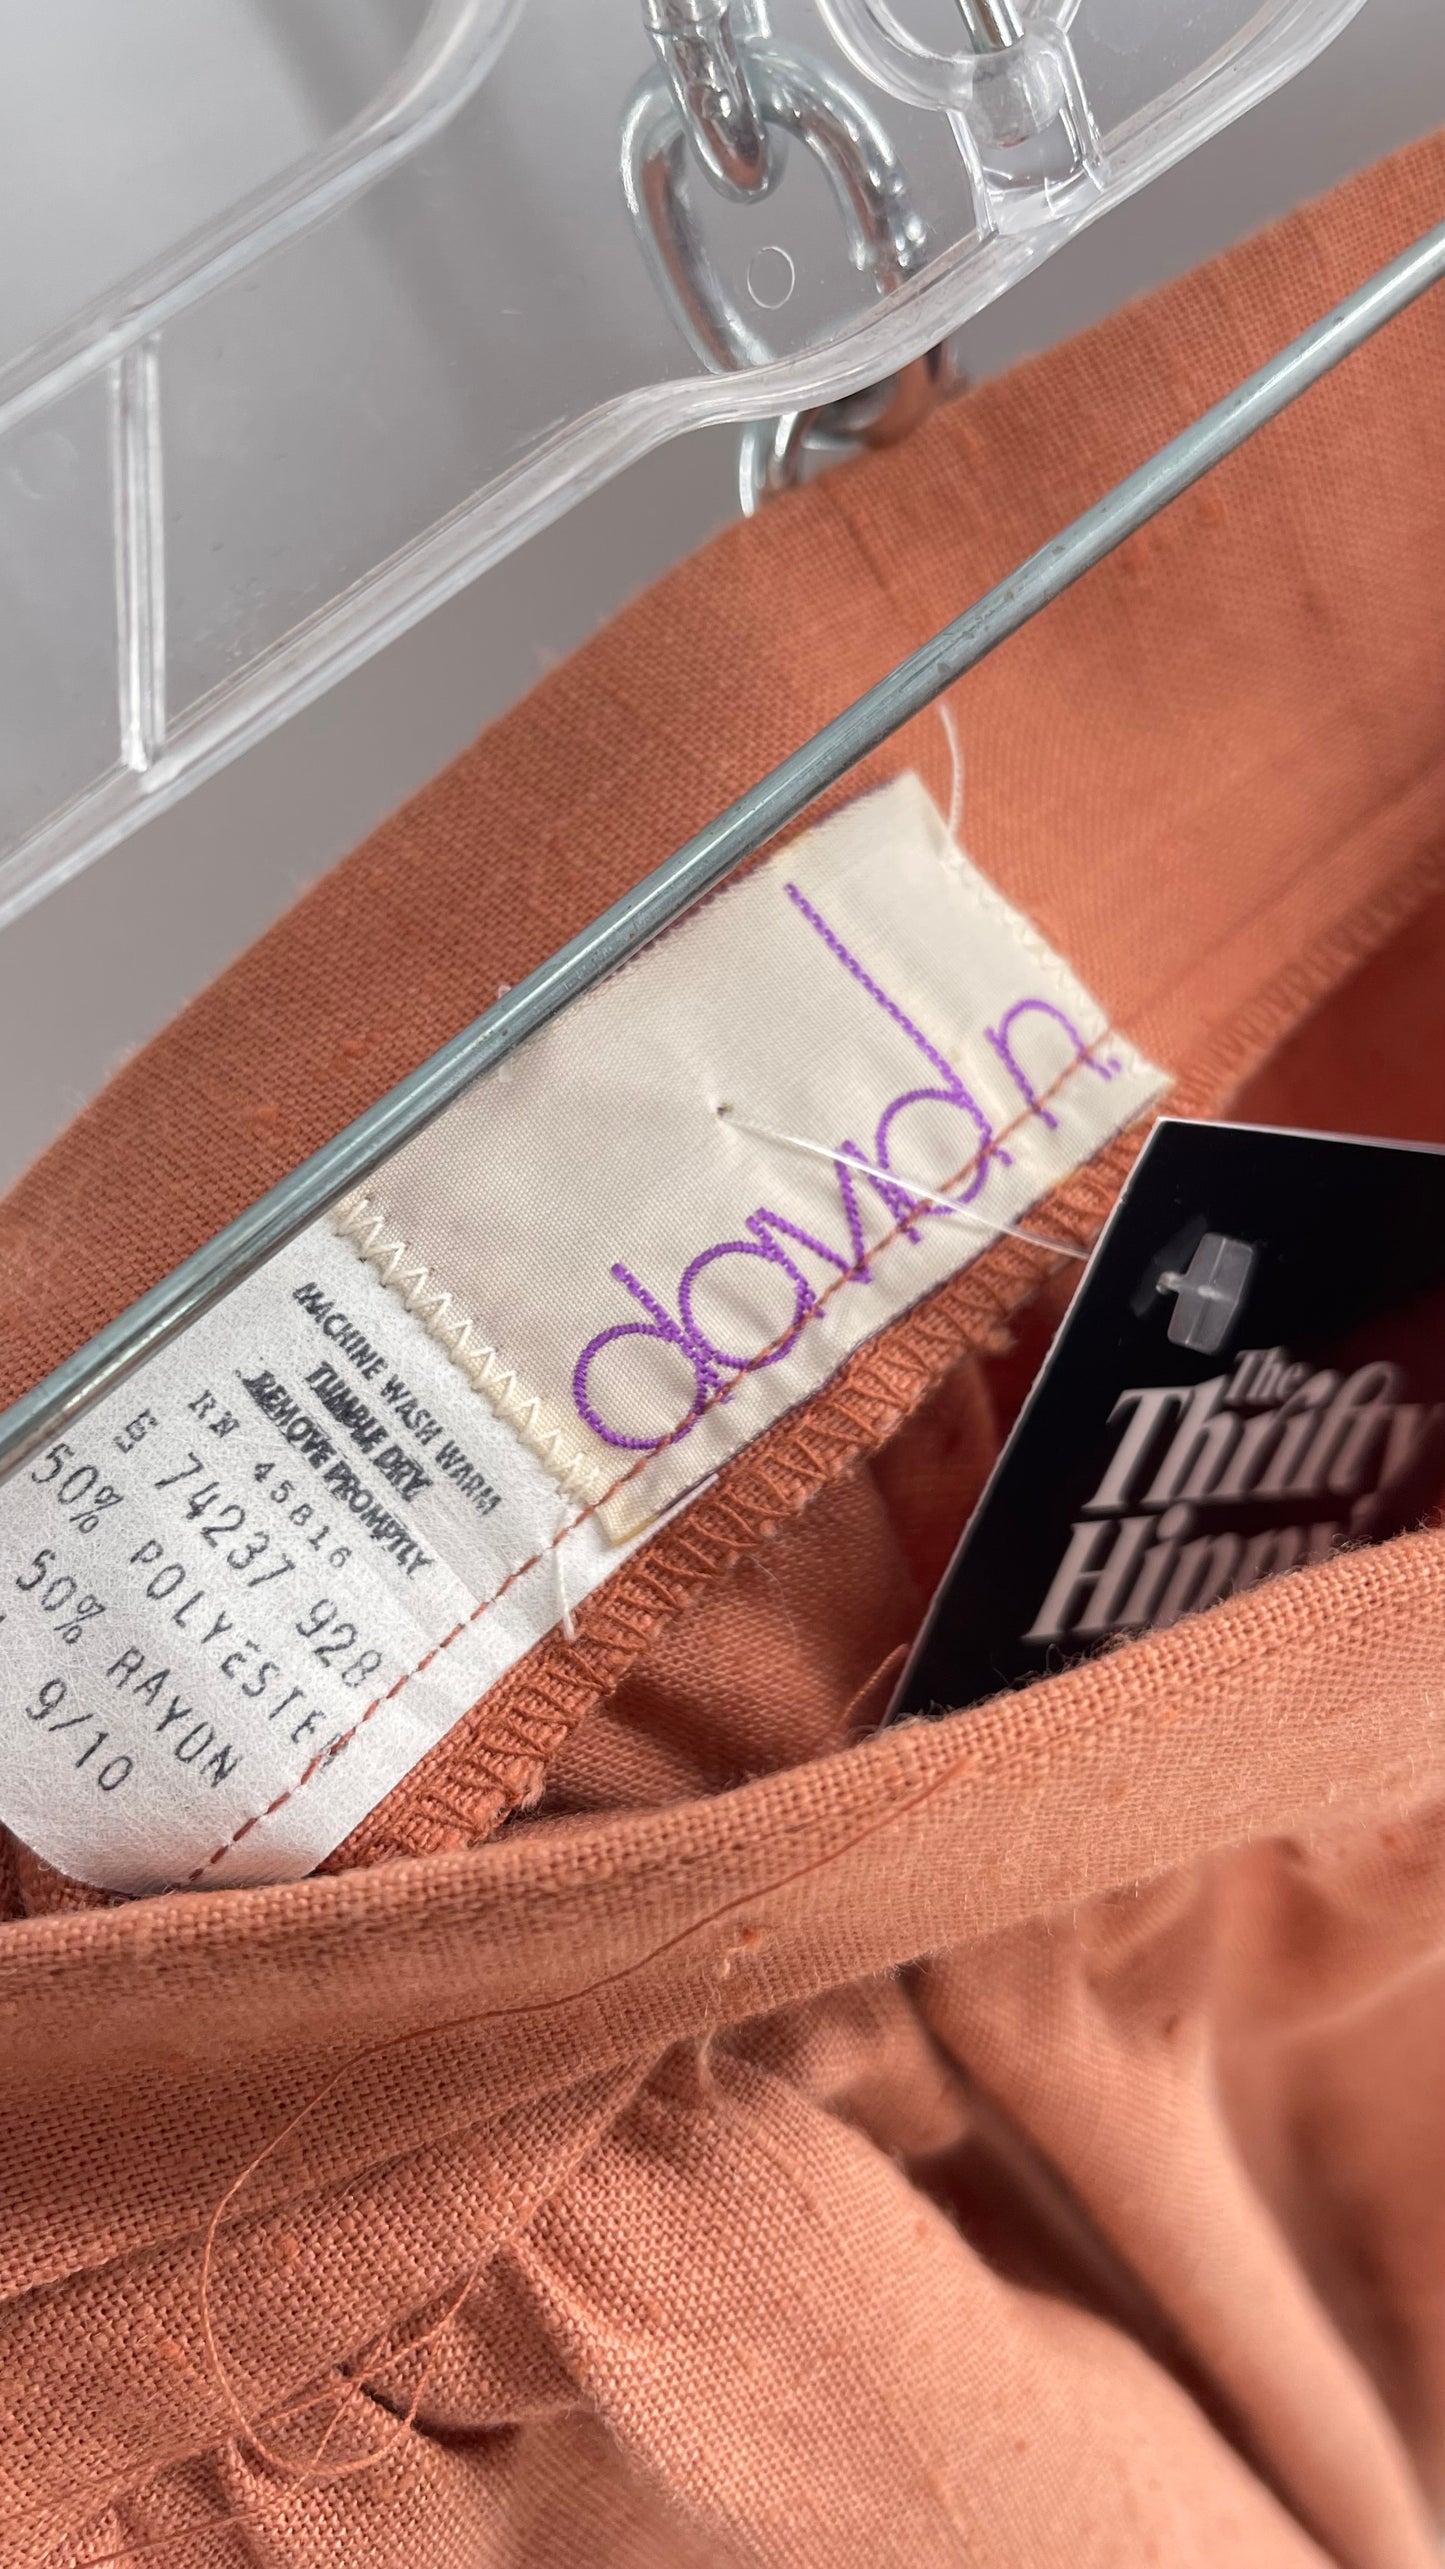 david n.
MACHINE WASH WARM
TUMBLE DRY
REMOVE PROMPTLY
RN 45816
74237 928
50% POLYESTER
50% RAYON
9/10
The
Thrifty